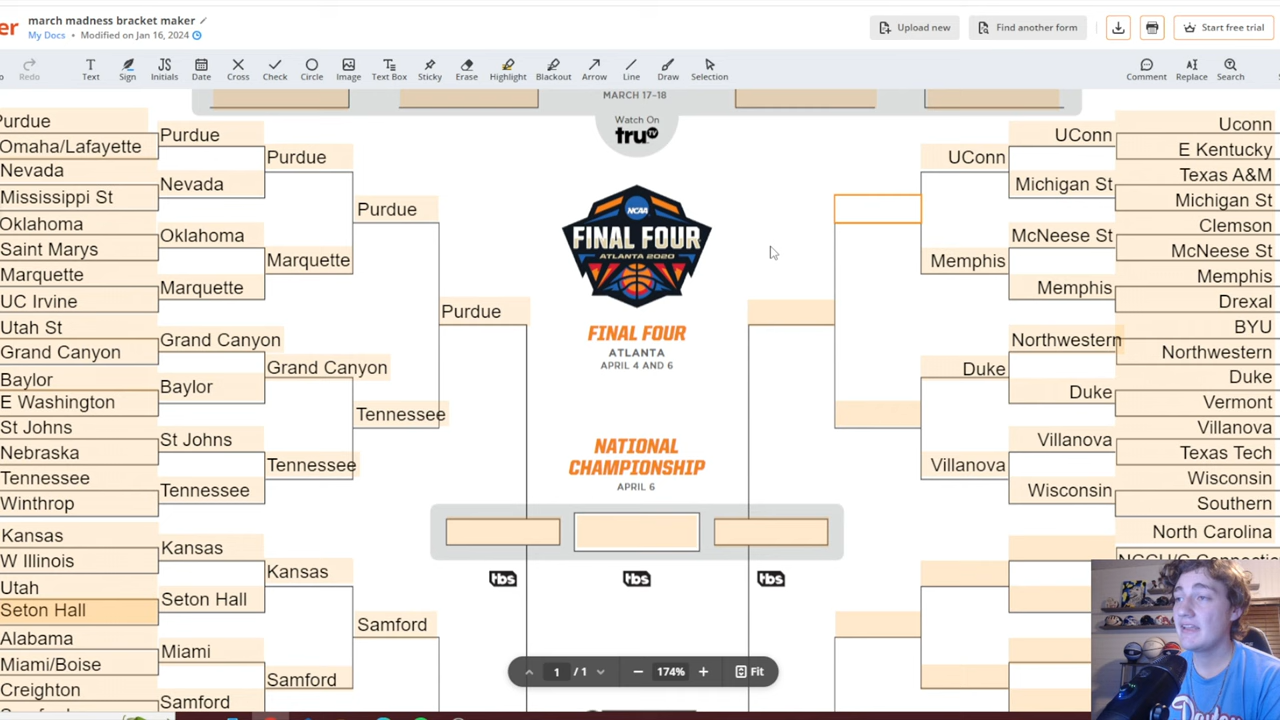 er
march madness bracket maker
My Docs • Modified on Jan 16, 2024
Upload new
Find another form
Start free trial
Redo
Text
Sign
Initials
Date
Cross
Check
Circle
Image
Text Box
Sticky
Erase
Highlight
Blackout
Arrow
Line
Draw
Selection
Comment
Replace
Search
MARCH 17-18
Watch On
truTV
NCAA
FINAL FOUR
ATLANTA 2020
FINAL FOUR
ATLANTA
APRIL 4 AND 6
NATIONAL
CHAMPIONSHIP
APRIL 6
tbs
tbs
tbs
Purdue
Omaha/Lafayette
Nevada
Mississippi St
Oklahoma
Saint Marys
Marquette
UC Irvine
Utah St
Grand Canyon
Baylor
E Washington
St Johns
Nebraska
Tennessee
Winthrop
Kansas
W Illinois
Utah
Seton Hall
Alabama
Miami/Boise
Creighton
Purdue
Nevada
Oklahoma
Marquette
Grand Canyon
Baylor
St Johns
Tennessee
Kansas
Seton Hall
Miami
Samford
Purdue
Marquette
Grand Canyon
Tennessee
Kansas
Samford
Purdue
Tennessee
Samford
Purdue
UConn
Memphis
Duke
Villanova
UConn
Michigan St
McNeese St
Memphis
Northwestern
Duke
Villanova
Wisconsin
Uconn
E Kentucky
Texas A&M
Michigan St
Clemson
McNeese St
Memphis
Drexal
BYU
Northwestern
Duke
Vermont
Villanova
Texas Tech
Wisconsin
Southern
North Carolina
1 / 1
174%
Fit